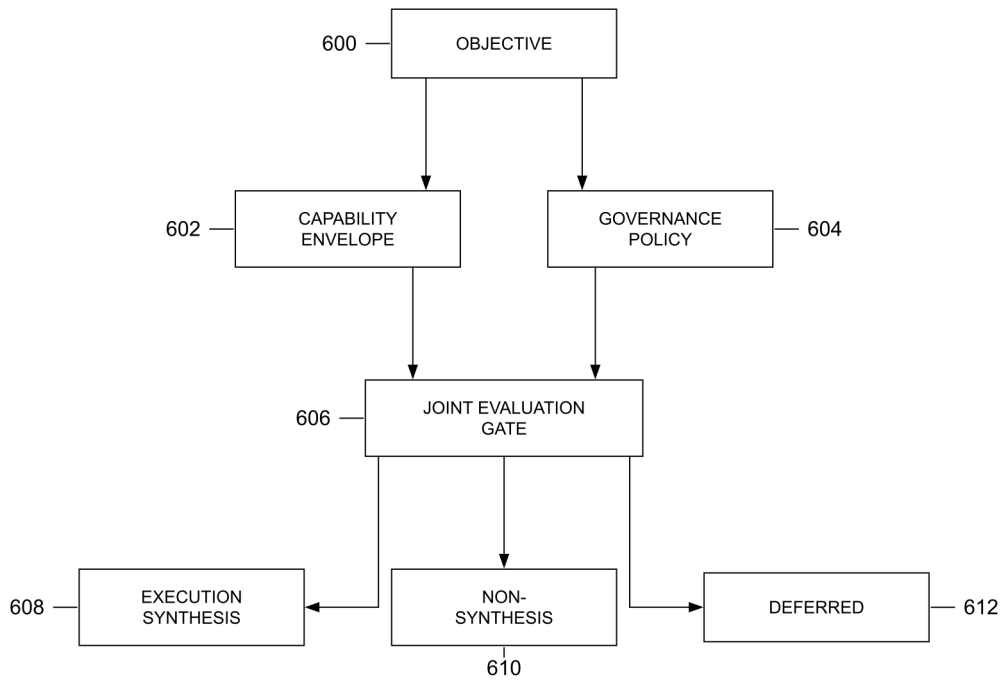 600
OBJECTIVE
602
CAPABILITY
ENVELOPE
GOVERNANCE
POLICY
604
606
JOINT EVALUATION
GATE
608
EXECUTION
SYNTHESIS
NON-
SYNTHESIS
610
DEFERRED
612